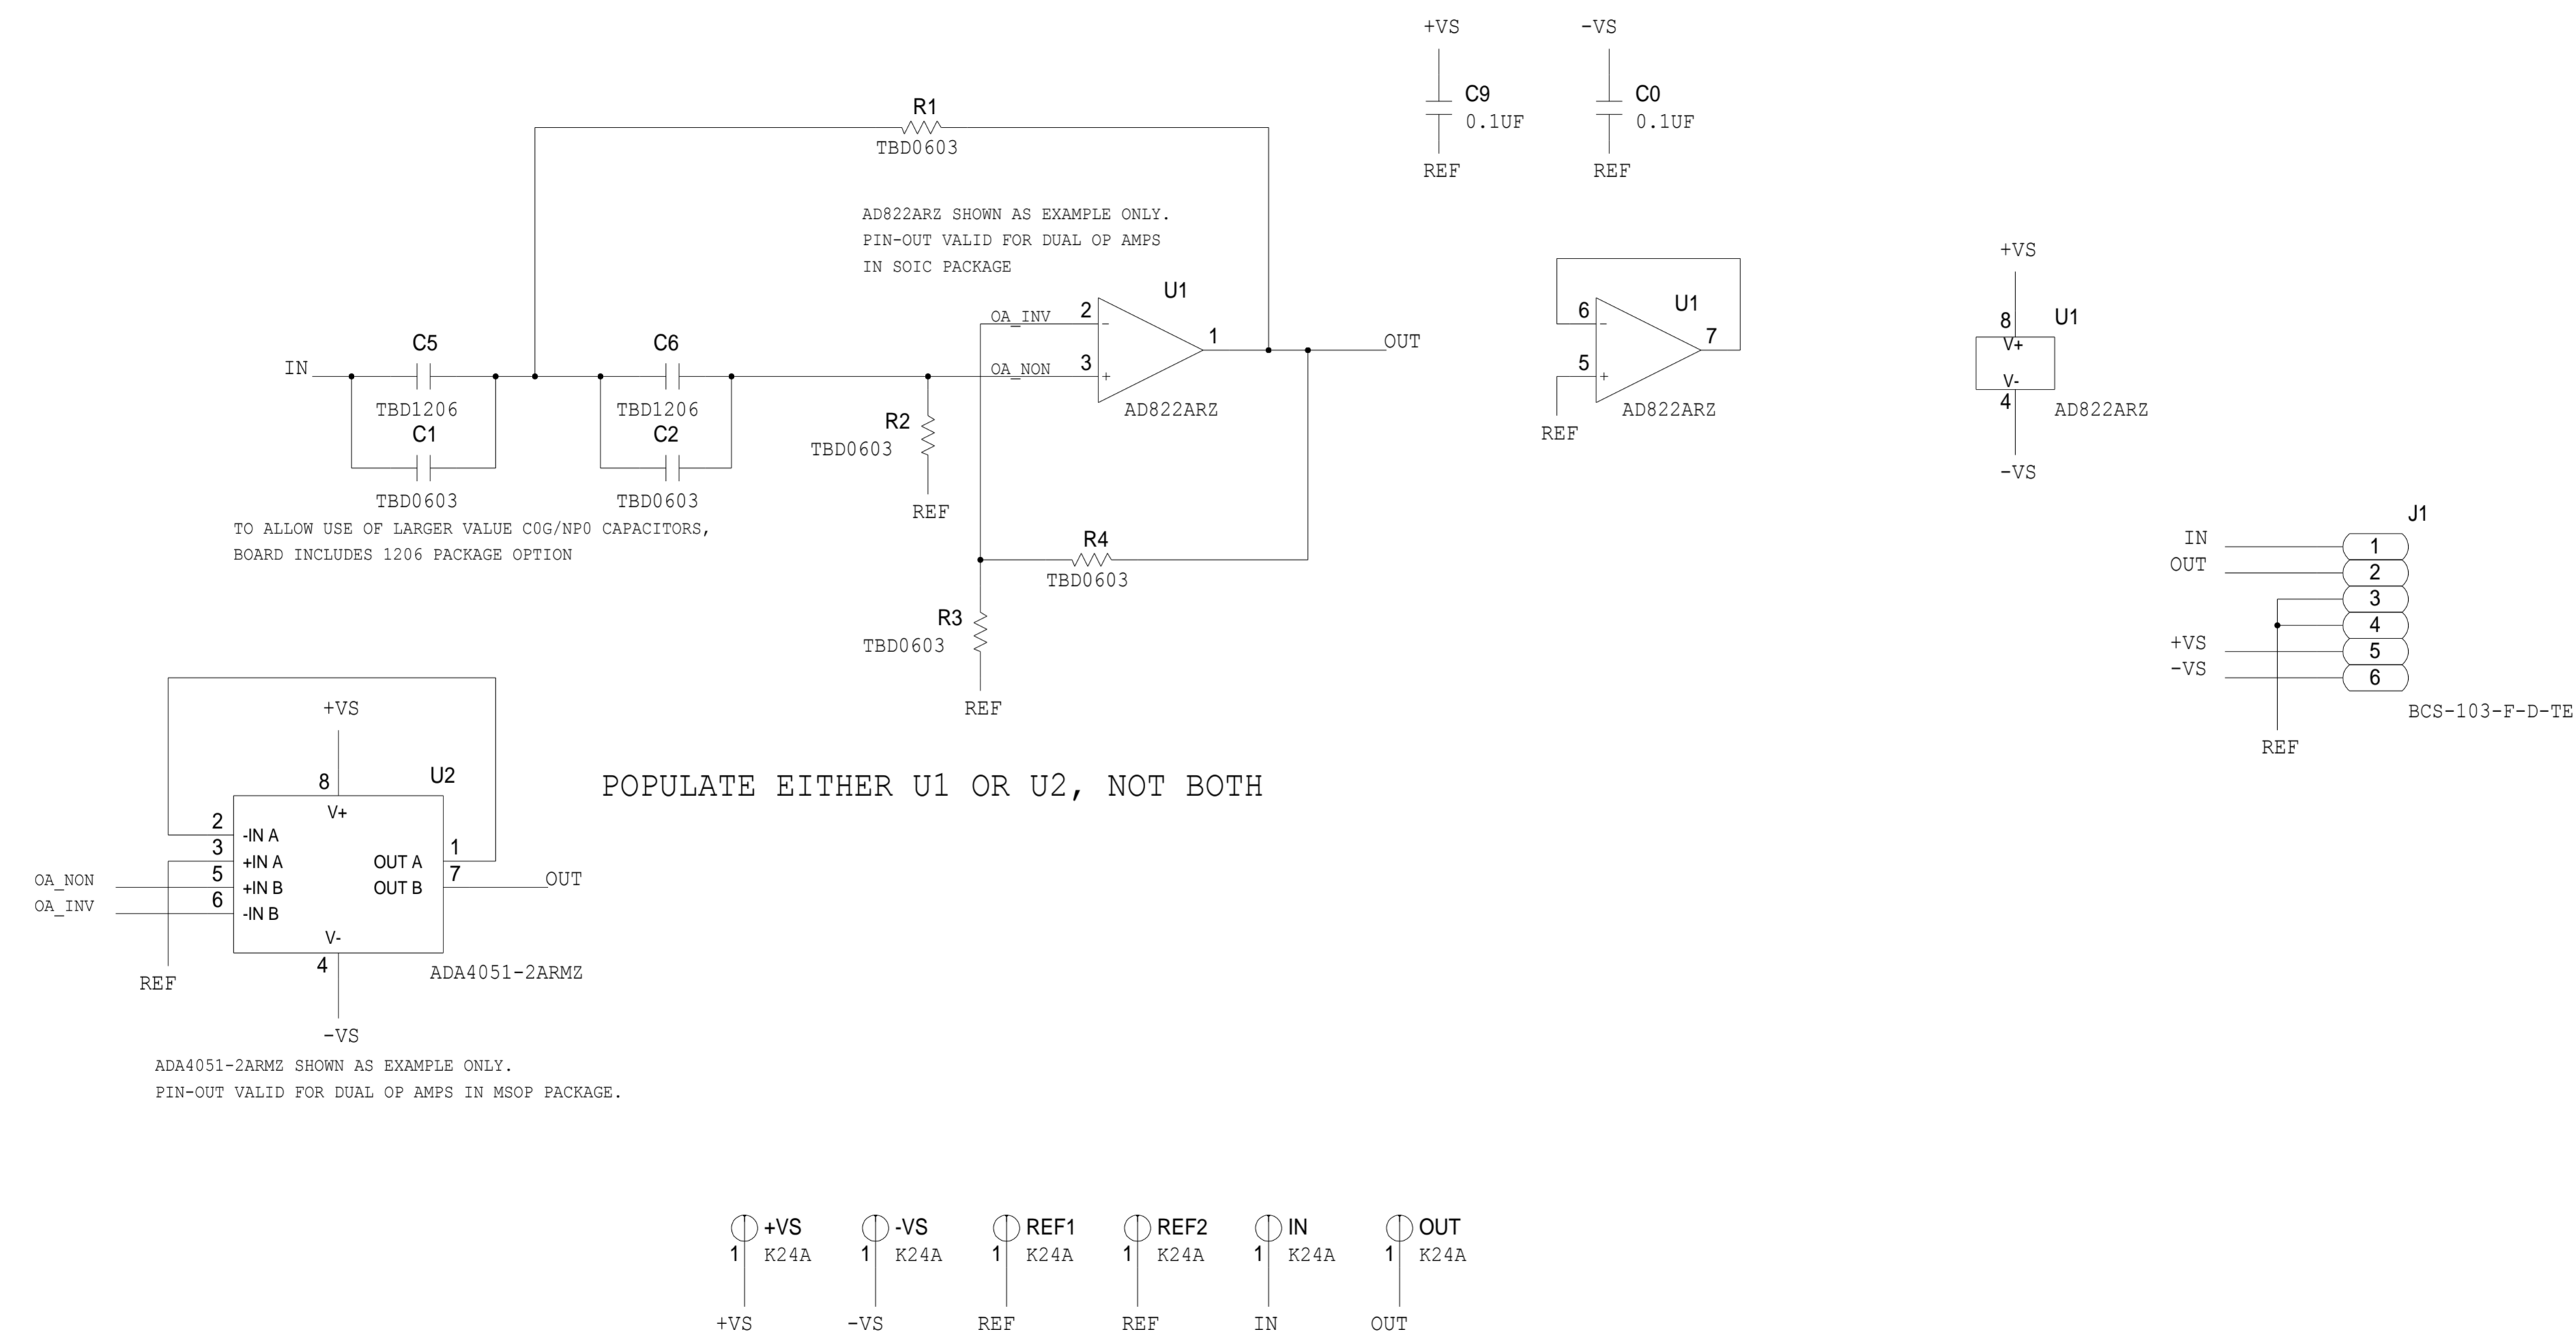 +VS
-VS
C9
0.1UF
REF
C0
0.1UF
REF
R1
TBD0603
AD822ARZ SHOWN AS EXAMPLE ONLY.
PIN-OUT VALID FOR DUAL OP AMPS
IN SOIC PACKAGE
IN
C5
TBD1206
C1
TBD0603
C6
TBD1206
C2
TBD0603
TO ALLOW USE OF LARGER VALUE C0G/NP0 CAPACITORS,
BOARD INCLUDES 1206 PACKAGE OPTION
R2
TBD0603
REF
OA_INV
OA_NON
2
3
-
+
U1
1
AD822ARZ
OUT
R4
TBD0603
R3
TBD0603
REF
6
5
-
+
U1
7
AD822ARZ
REF
+VS
8
U1
V+
V-
4
AD822ARZ
-VS
J1
IN
1
OUT
2
3
4
+VS
5
-VS
6
BCS-103-F-D-TE
REF
+VS
8
U2
V+
2
-IN A
3
+IN A
OUT A
1
OA_NON
5
+IN B
OUT B
7
OUT
OA_INV
6
-IN B
V-
4
REF
ADA4051-2ARMZ
-VS
ADA4051-2ARMZ SHOWN AS EXAMPLE ONLY.
PIN-OUT VALID FOR DUAL OP AMPS IN MSOP PACKAGE.
POPULATE EITHER U1 OR U2, NOT BOTH
+VS
1
K24A
+VS
-VS
1
K24A
-VS
REF1
1
K24A
REF
REF2
1
K24A
REF
IN
1
K24A
IN
OUT
1
K24A
OUT